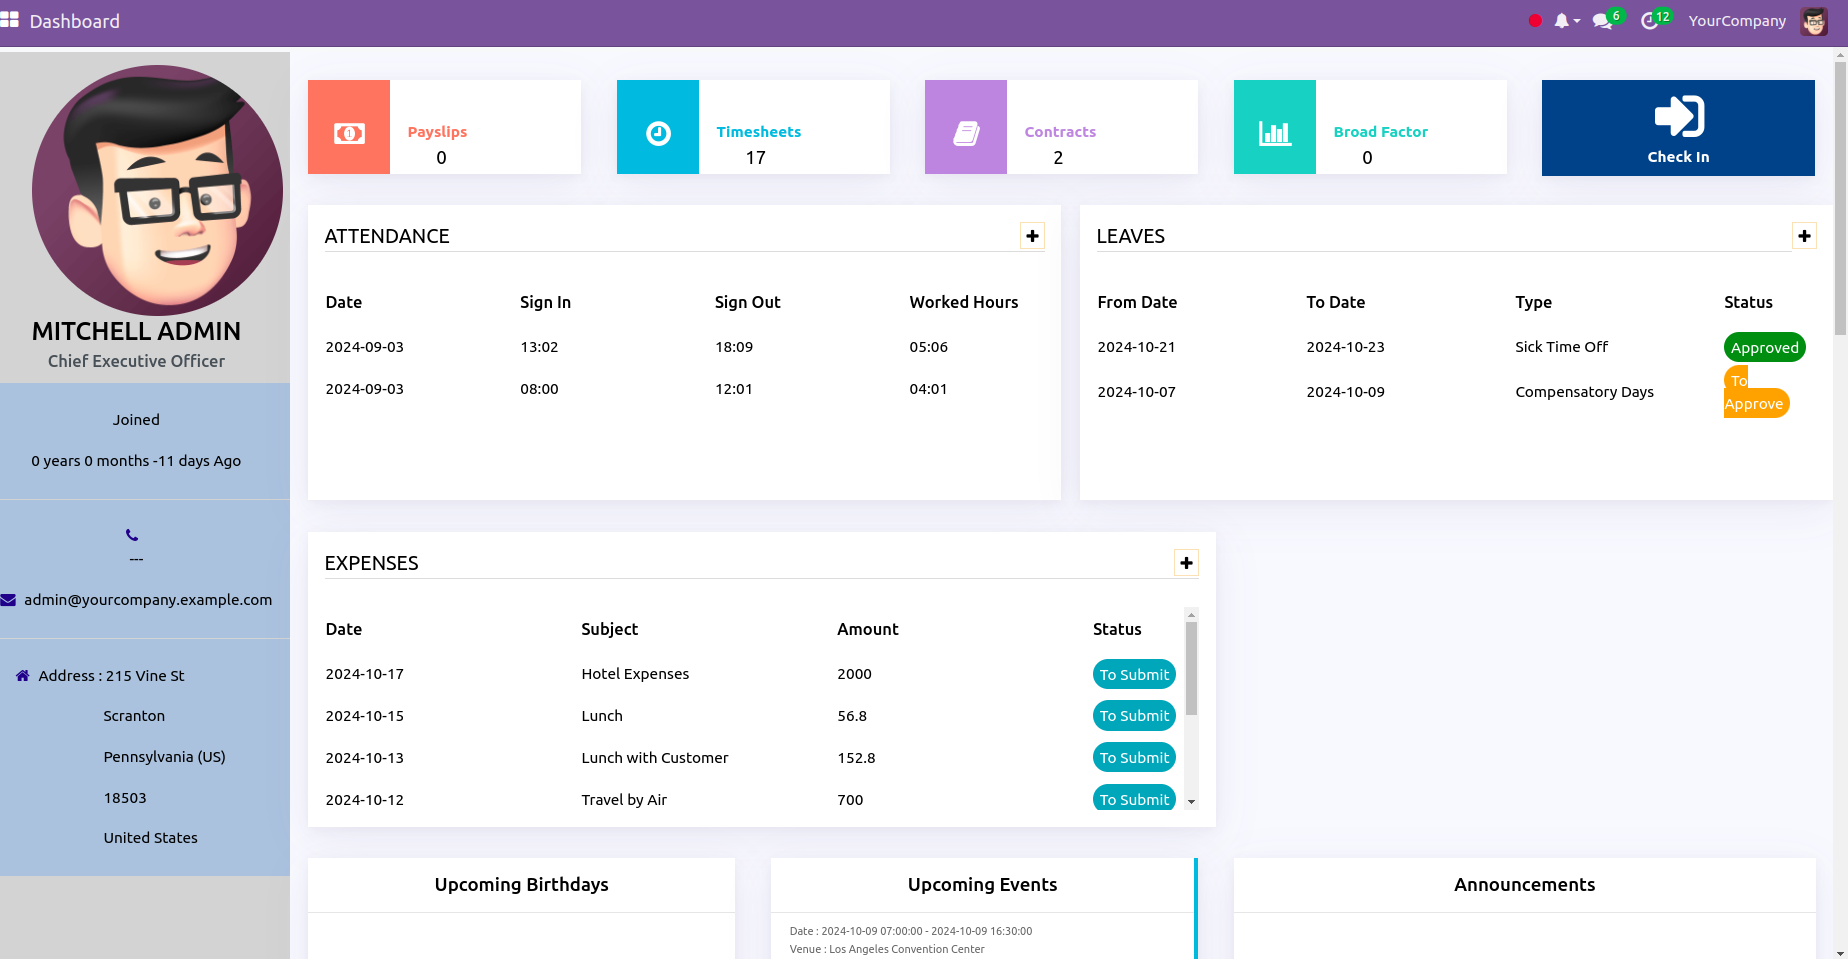 Dashboard
6
12
YourCompany
MITCHELL ADMIN
Chief Executive Officer
Joined
0 years 0 months -11 days Ago
---
admin@yourcompany.example.com
Address : 215 Vine St
Scranton
Pennsylvania (US)
18503
United States
Payslips
0
Timesheets
17
Contracts
2
Broad Factor
0
Check In
ATTENDANCE
Date Sign In Sign Out Worked Hours
2024-09-03 13:02 18:09 05:06
2024-09-03 08:00 12:01 04:01
LEAVES
From Date To Date Type Status
2024-10-21 2024-10-23 Sick Time Off Approved
2024-10-07 2024-10-09 Compensatory Days To
Approve
EXPENSES
Date Subject Amount Status
2024-10-17 Hotel Expenses 2000 To Submit
2024-10-15 Lunch 56.8 To Submit
2024-10-13 Lunch with Customer 152.8 To Submit
2024-10-12 Travel by Air 700 To Submit
Upcoming Birthdays
Upcoming Events
Date : 2024-10-09 07:00:00 - 2024-10-09 16:30:00
Venue : Los Angeles Convention Center
Announcements